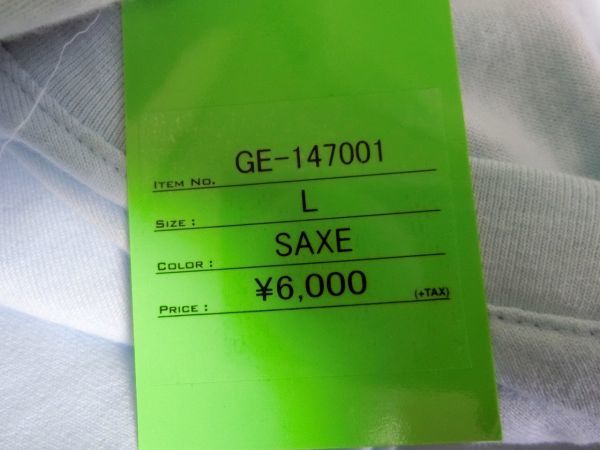 ITEM NO. GE-147001
SIZE : L
COLOR : SAXE
PRICE : ¥6,000 (+TAX)